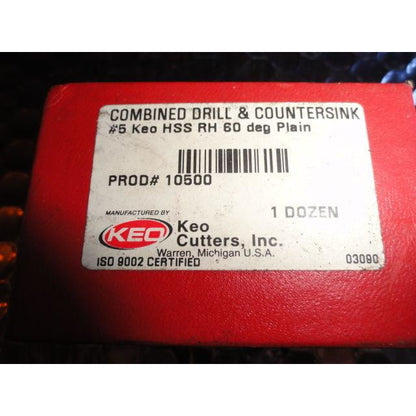 COMBINED DRILL & COUNTERSINK
#5 Keo HSS RH 60 deg Plain
PROD# 10500
MANUFACTURED BY
1 DOZEN
KEO
Keo
Cutters, Inc.
Warren, Michigan U.S.A.
ISO 9002 CERTIFIED
03090